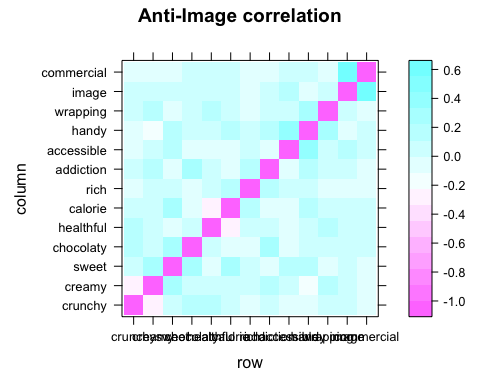 Anti-Image correlation
commercial
image
wrapping
handy
accessible
addiction
rich
calorie
healthful
chocolaty
sweet
creamy
crunchy
column
0.6
0.4
0.2
0.0
-0.2
-0.4
-0.6
-0.8
-1.0
row